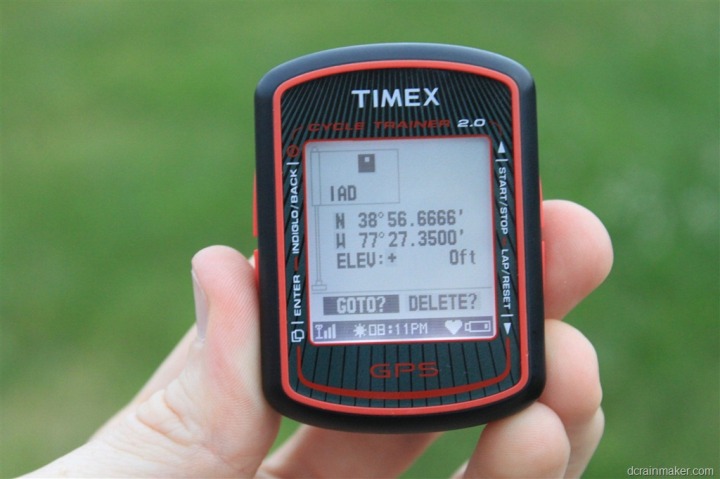 TIMEX
CYCLE TRAINER 2.0
INDIGLO/BACK
ENTER
START/STOP
LAP/RESET
IAD
N 38°56.6666'
W 77°27.3500'
ELEV:+ 0ft
GOTO? DELETE?
08:11PM
GPS
dcrainmaker.com